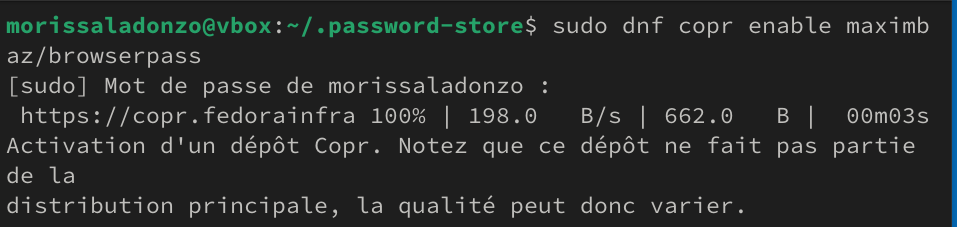 morissaladonzo@vbox:~/.password-store$ sudo dnf copr enable maximb
az/browserpass
[sudo] Mot de passe de morissaladonzo :
 https://copr.fedorainfra 100% | 198.0   B/s | 662.0   B |  00m03s
Activation d'un dépôt Copr. Notez que ce dépôt ne fait pas partie
de la
distribution principale, la qualité peut donc varier.